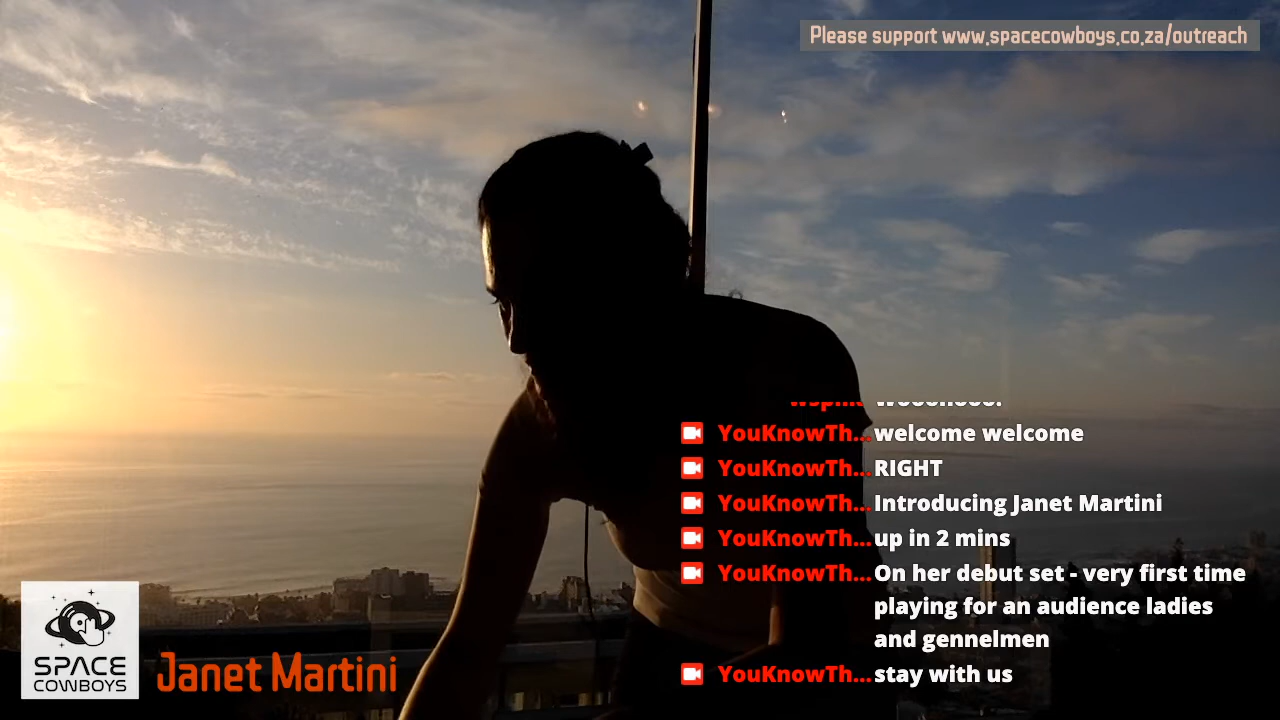 Please support www.spacecowboys.co.za/outreach
YouKnowTh... welcome welcome
YouKnowTh... RIGHT
YouKnowTh... Introducing Janet Martini
YouKnowTh... up in 2 mins
YouKnowTh... On her debut set - very first time
playing for an audience ladies
and gennelmen
YouKnowTh... stay with us
SPACE
COWBOYS
Janet Martini